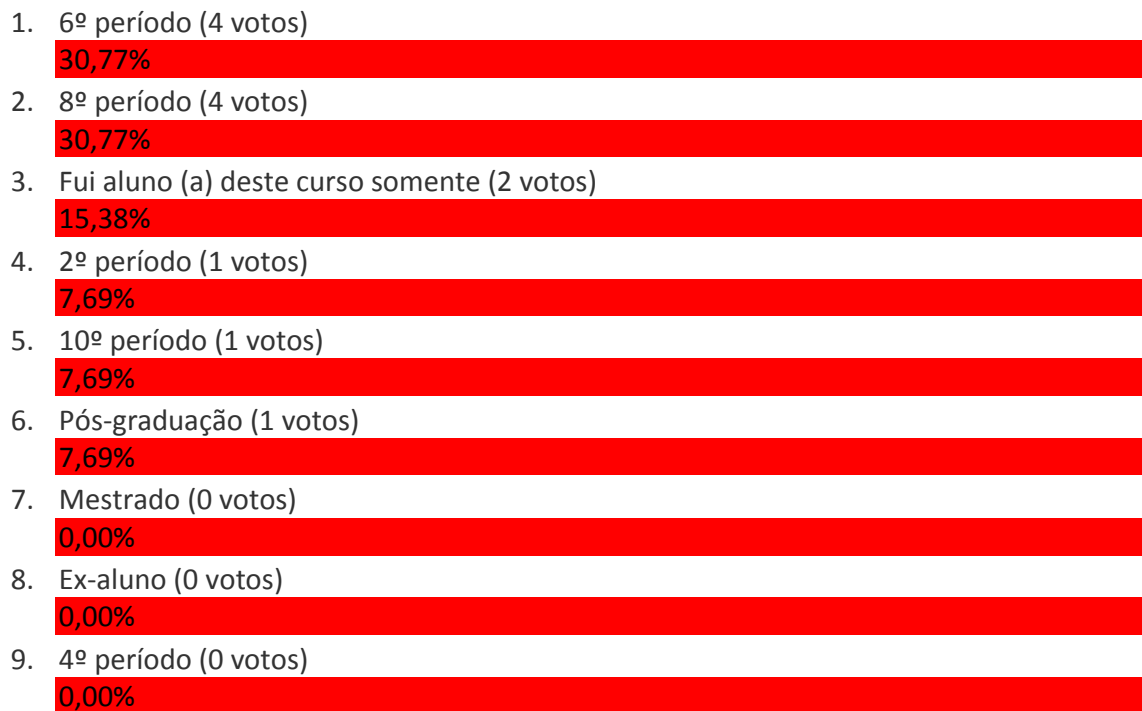 1. 6º período (4 votos)
30,77%
2. 8º período (4 votos)
30,77%
3. Fui aluno (a) deste curso somente (2 votos)
15,38%
4. 2º período (1 votos)
7,69%
5. 10º período (1 votos)
7,69%
6. Pós-graduação (1 votos)
7,69%
7. Mestrado (0 votos)
0,00%
8. Ex-aluno (0 votos)
0,00%
9. 4º período (0 votos)
0,00%